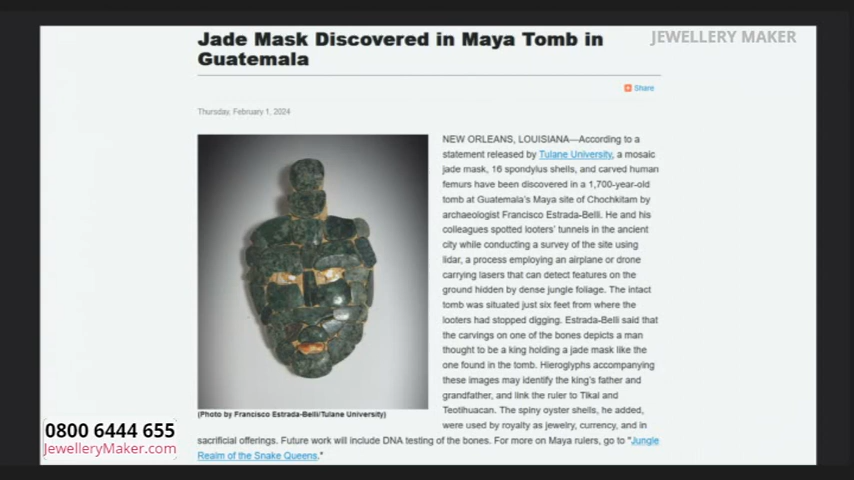 Jade Mask Discovered in Maya Tomb in
Guatemala
JEWELLERY MAKER
Share
Thursday, February 1, 2024
NEW ORLEANS, LOUISIANA—According to a
statement released by Tulane University, a mosaic
jade mask, 16 spondylus shells, and carved human
femurs have been discovered in a 1,700-year-old
tomb at Guatemala's Maya site of Chochkitam by
archaeologist Francisco Estrada-Belli. He and his
colleagues spotted looters' tunnels in the ancient
city while conducting a survey of the site using
lidar, a process employing an airplane or drone
carrying lasers that can detect features on the
ground hidden by dense jungle foliage. The intact
tomb was situated just six feet from where the
looters had stopped digging. Estrada-Belli said that
the carvings on one of the bones depicts a man
thought to be a king holding a jade mask like the
one found in the tomb. Hieroglyphs accompanying
these images may identify the king's father and
grandfather, and link the ruler to Tikal and
Teotihuacan. The spiny oyster shells, he added,
were used by royalty as jewelry, currency, and in
sacrificial offerings. Future work will include DNA testing of the bones. For more on Maya rulers, go to "Jungle
Realm of the Snake Queens."
(Photo by Francisco Estrada-Belli/Tulane University)
0800 6444 655
JewelleryMaker.com